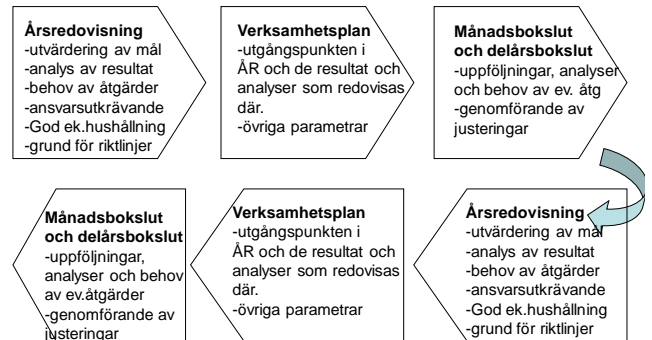 Årsredovisning
-utvärdering av mål
-analys av resultat
-behov av åtgärder
-ansvarsutkrävande
-God ek.hushållning
-grund för riktlinjer
Verksamhetsplan
-utgångspunkten i
ÅR och de resultat och
analyser som redovisas
där.
-övriga parametrar
Månadsbokslut
och delårsbokslut
-uppföljningar, analyser
och behov av ev. åtg
-genomförande av
justeringar
Årsredovisning
-utvärdering av mål
-analys av resultat
-behov av åtgärder
-ansvarsutkrävande
-God ek.hushållning
-grund för riktlinjer
Verksamhetsplan
-utgångspunkten i
ÅR och de resultat och
analyser som redovisas
där.
-övriga parametrar
Månadsbokslut
och delårsbokslut
-uppföljningar,
analyser och behov
av ev.åtgärder
-genomförande av
justeringar